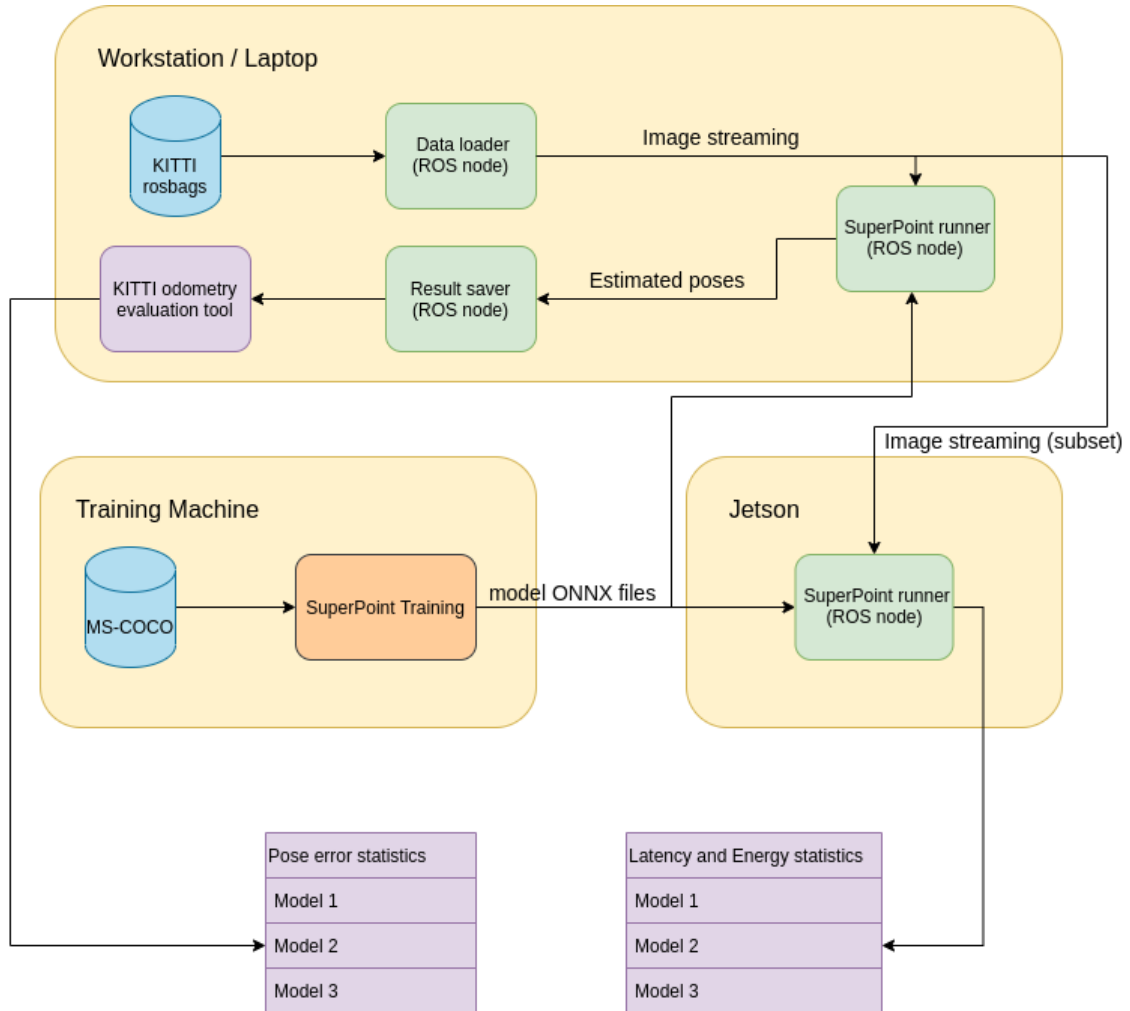 Workstation / Laptop
KITTI
rosbags
Data loader
(ROS node)
Image streaming
SuperPoint runner
(ROS node)
KITTI odometry
evaluation tool
Result saver
(ROS node)
Estimated poses
Image streaming (subset)
Training Machine
MS-COCO
SuperPoint Training
model ONNX files
Jetson
SuperPoint runner
(ROS node)
Pose error statistics
Model 1
Model 2
Model 3
Latency and Energy statistics
Model 1
Model 2
Model 3